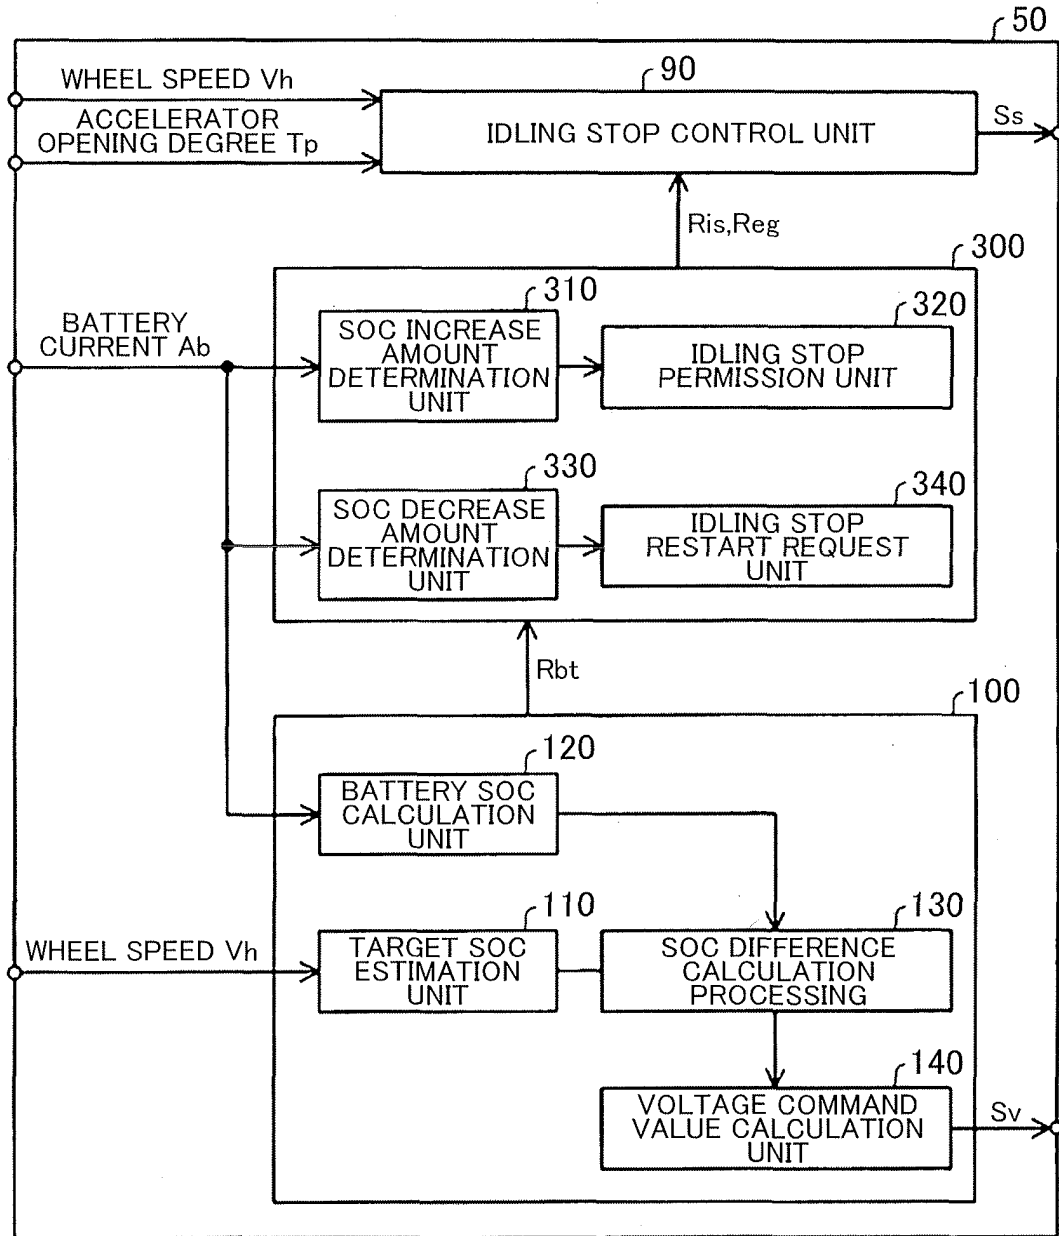 50
WHEEL SPEED Vh
ACCELERATOR
OPENING DEGREE Tp
90
IDLING STOP CONTROL UNIT
Ss
Ris,Reg
300
BATTERY
CURRENT Ab
310
SOC INCREASE
AMOUNT
DETERMINATION
UNIT
320
IDLING STOP
PERMISSION UNIT
330
SOC DECREASE
AMOUNT
DETERMINATION
UNIT
340
IDLING STOP
RESTART REQUEST
UNIT
Rbt
100
120
BATTERY SOC
CALCULATION
UNIT
WHEEL SPEED Vh
110
TARGET SOC
ESTIMATION
UNIT
130
SOC DIFFERENCE
CALCULATION
PROCESSING
140
VOLTAGE COMMAND
VALUE CALCULATION
UNIT
Sv